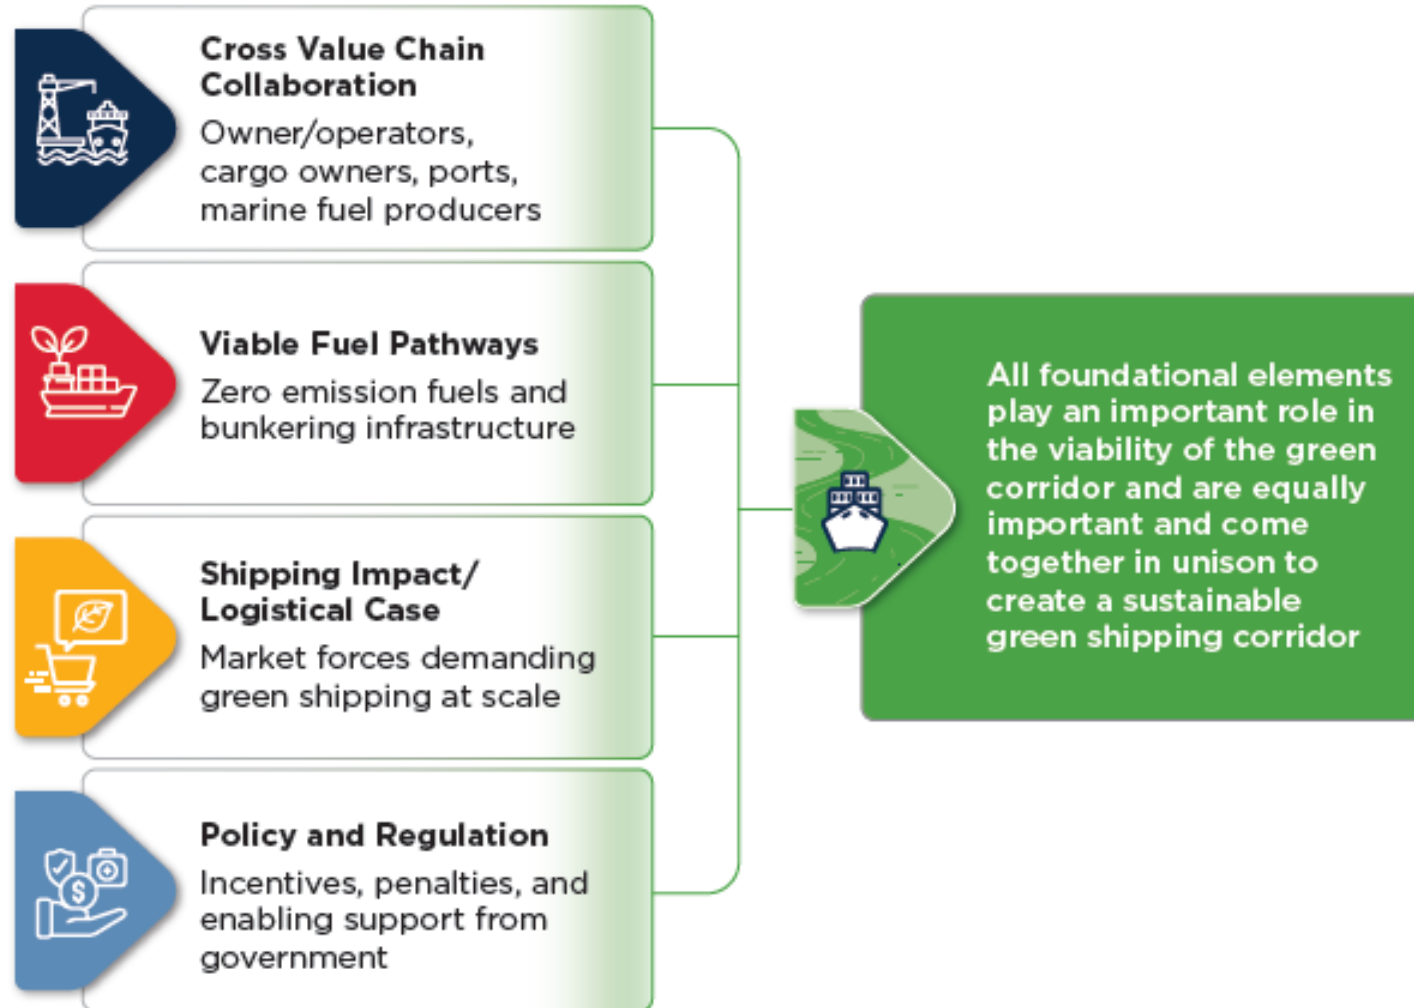 Cross Value Chain
Collaboration
Owner/operators,
cargo owners, ports,
marine fuel producers
Viable Fuel Pathways
Zero emission fuels and
bunkering infrastructure
Shipping Impact/
Logistical Case
Market forces demanding
green shipping at scale
Policy and Regulation
Incentives, penalties, and
enabling support from
government
$
All foundational elements
play an important role in
the viability of the green
corridor and are equally
important and come
together in unison to
create a sustainable
green shipping corridor